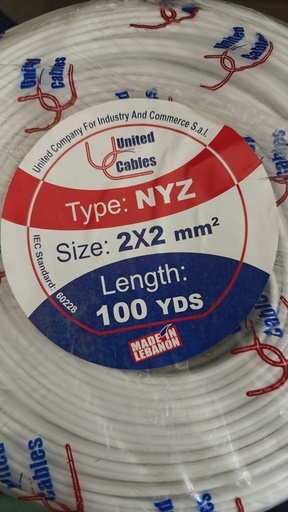 United Cables
United Company For Industry And Commerce S.a.l.
United
Cables
Type: NYZ
Size: 2X2 mm²
IEC Standard: 60228
Length:
100 YDS
MADE IN
LEBANON
United
Cables